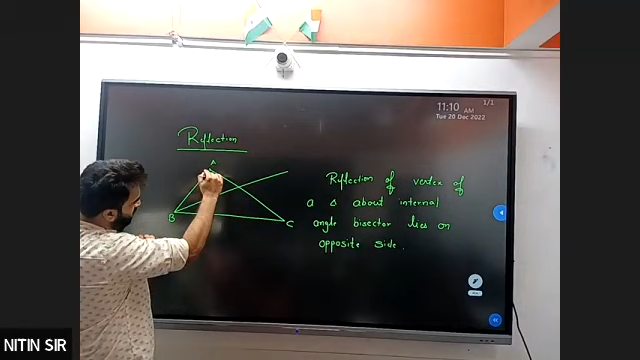 11:10 AM
1/1
Tue 20 Dec 2022
Reflection
A
B
C
Reflection of vertex of
a Δ about internal
angle bisector lies on
opposite side.
NITIN SIR